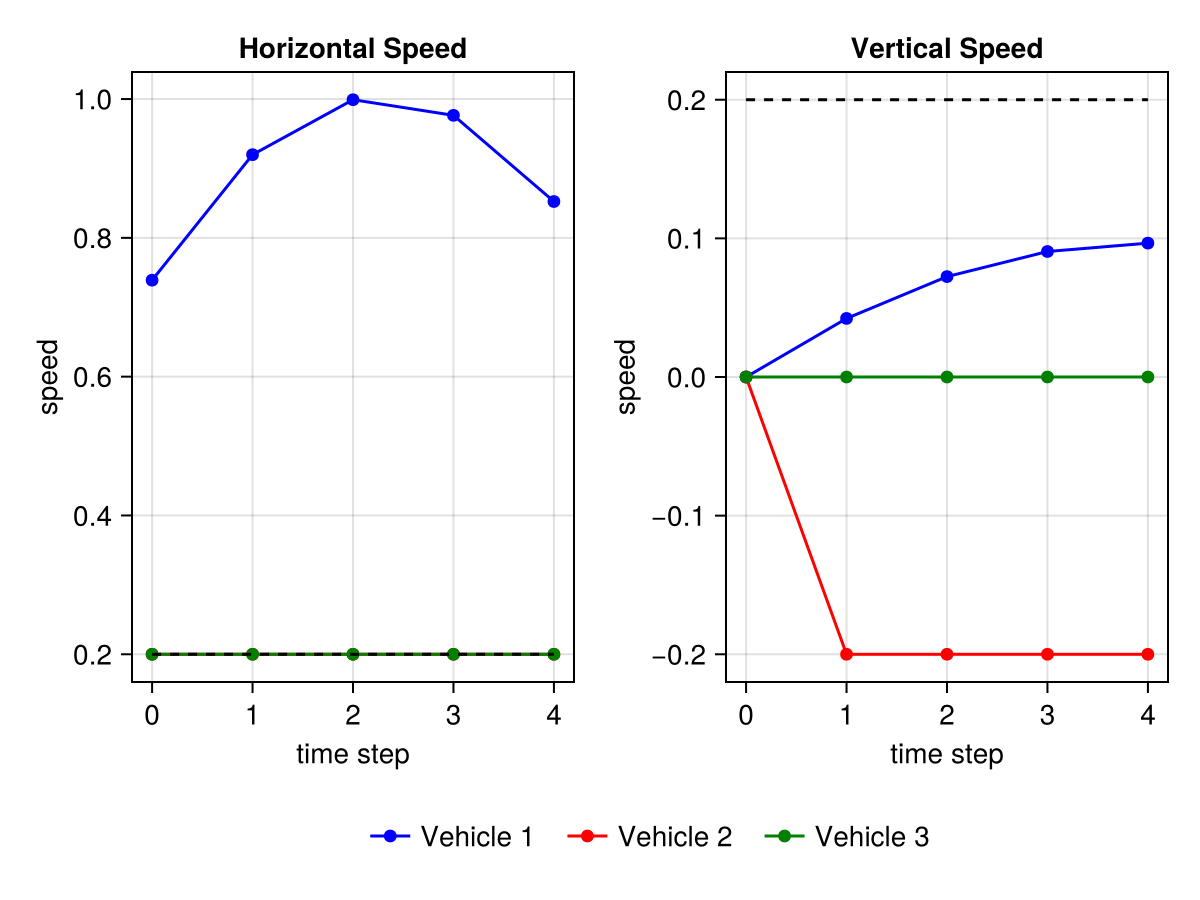 Horizontal Speed
1.0
0.8
0.6
0.4
0.2
speed
0 1 2 3 4
time step
Vertical Speed
0.2
0.1
0.0
−0.1
−0.2
speed
0 1 2 3 4
time step
Vehicle 1 Vehicle 2 Vehicle 3